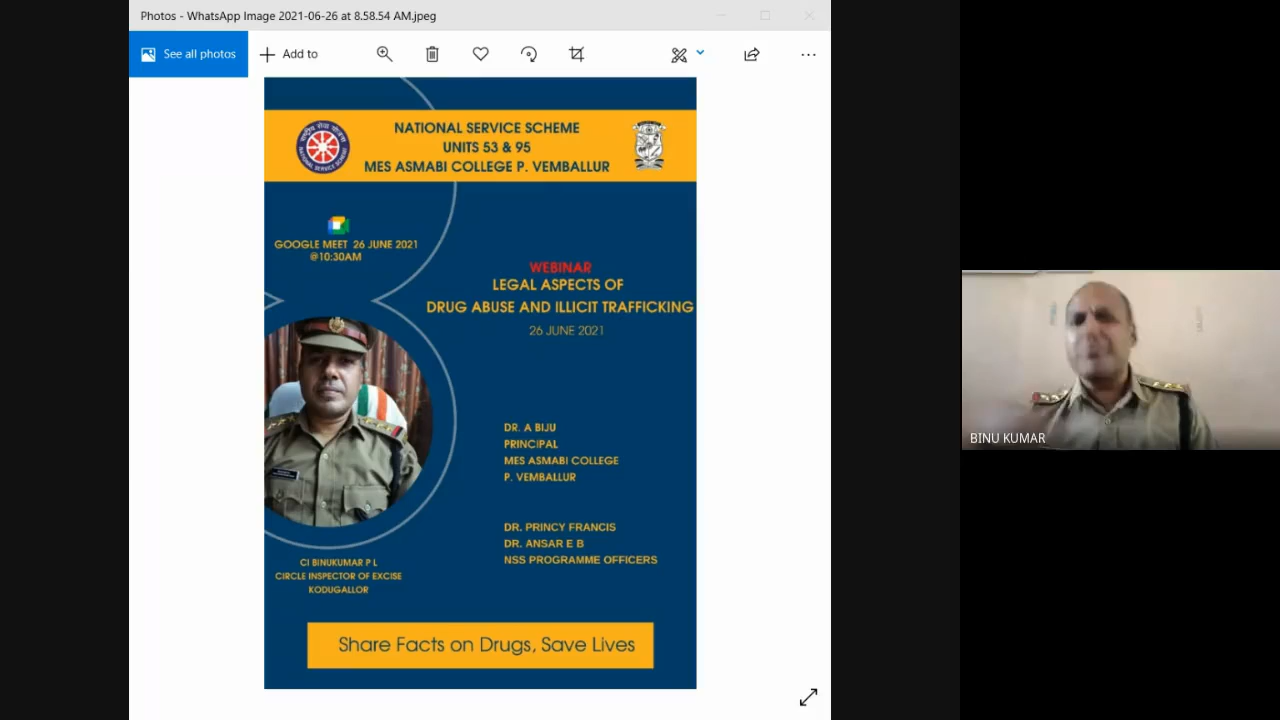 Photos - WhatsApp Image 2021-06-26 at 8.58.54 AM.jpeg
See all photos
Add to
NATIONAL SERVICE SCHEME
UNITS 53 & 95
MES ASMABI COLLEGE P. VEMBALLUR
GOOGLE MEET 26 JUNE 2021
@10:30AM
WEBINAR
LEGAL ASPECTS OF
DRUG ABUSE AND ILLICIT TRAFFICKING
26 JUNE 2021
DR. A BIJU
PRINCIPAL
MES ASMABI COLLEGE
P. VEMBALLUR
DR. PRINCY FRANCIS
DR. ANSAR E B
NSS PROGRAMME OFFICERS
CI BINUKUMAR P L
CIRCLE INSPECTOR OF EXCISE
KODUGALLOR
Share Facts on Drugs, Save Lives
BINU KUMAR